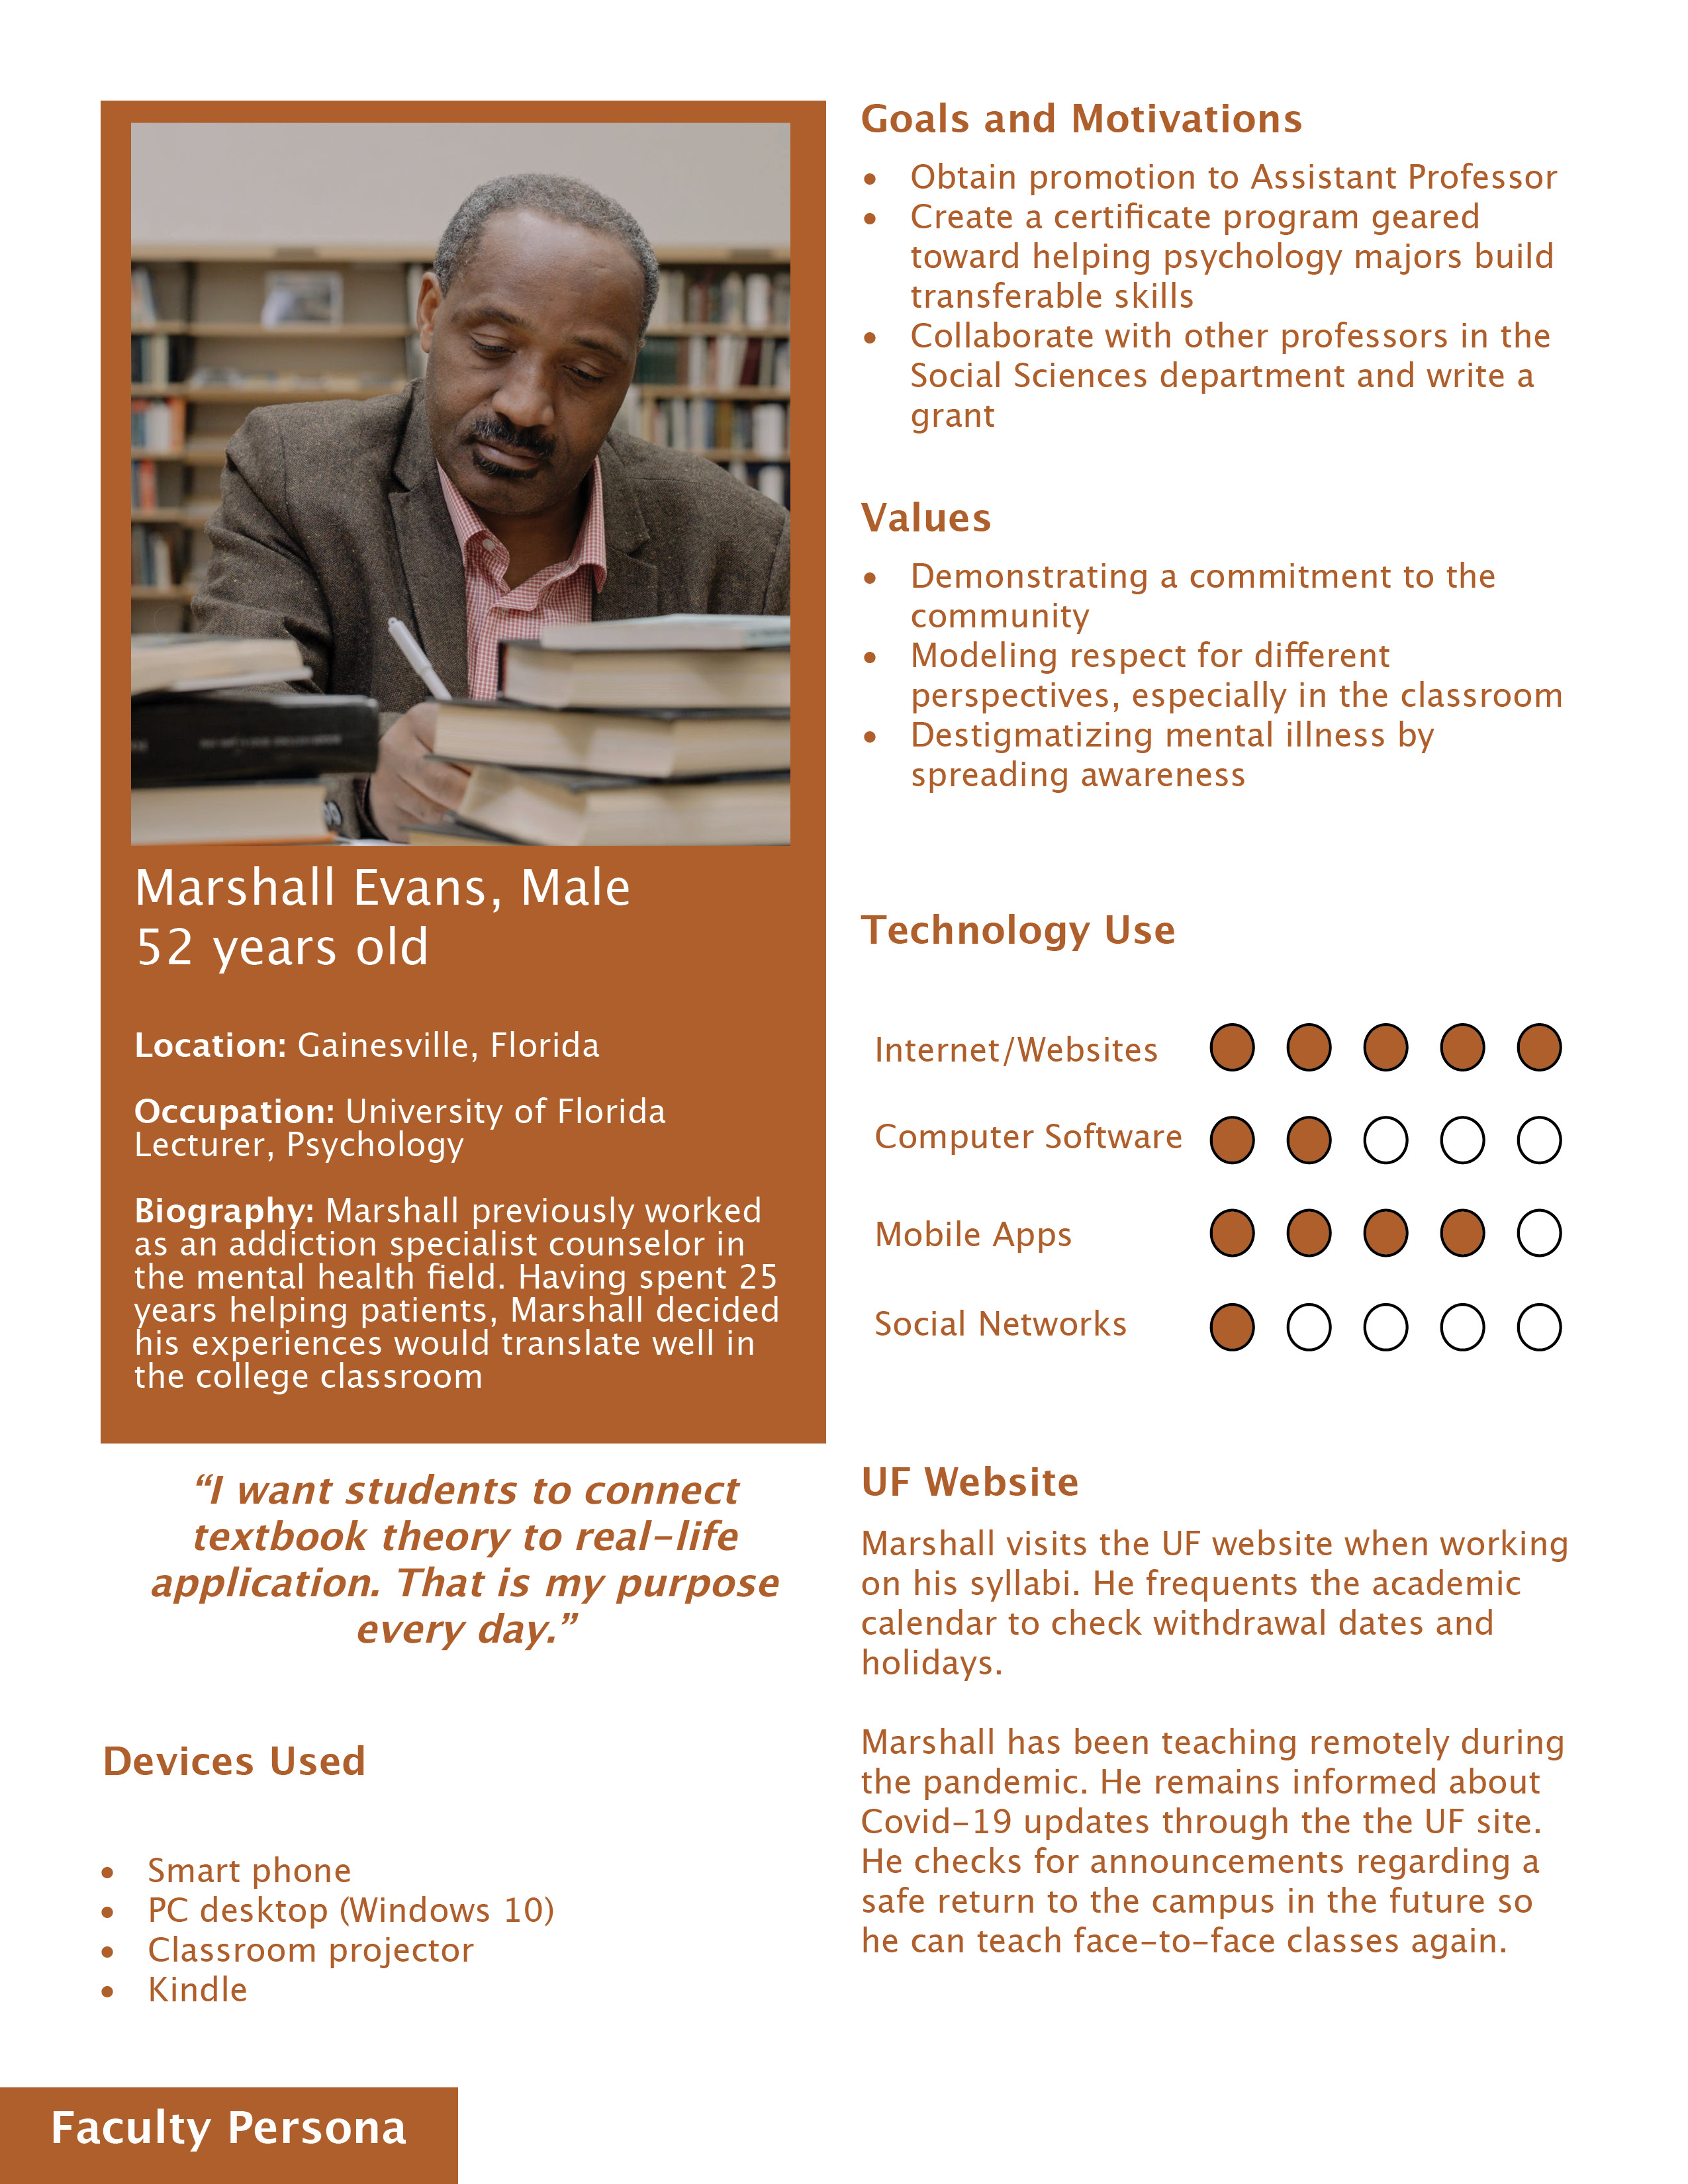 Marshall Evans, Male
52 years old
Location: Gainesville, Florida
Occupation: University of Florida
Lecturer, Psychology
Biography: Marshall previously worked
as an addiction specialist counselor in
the mental health field. Having spent 25
years helping patients, Marshall decided
his experiences would translate well in
the college classroom
“I want students to connect
textbook theory to real-life
application. That is my purpose
every day.”
Devices Used
• Smart phone
• PC desktop (Windows 10)
• Classroom projector
• Kindle
Goals and Motivations
• Obtain promotion to Assistant Professor
• Create a certificate program geared
toward helping psychology majors build
transferable skills
• Collaborate with other professors in the
Social Sciences department and write a
grant
Values
• Demonstrating a commitment to the
community
• Modeling respect for different
perspectives, especially in the classroom
• Destigmatizing mental illness by
spreading awareness
Technology Use
Internet/Websites
Computer Software
Mobile Apps
Social Networks
UF Website
Marshall visits the UF website when working
on his syllabi. He frequents the academic
calendar to check withdrawal dates and
holidays.
Marshall has been teaching remotely during
the pandemic. He remains informed about
Covid-19 updates through the the UF site.
He checks for announcements regarding a
safe return to the campus in the future so
he can teach face-to-face classes again.
Faculty Persona